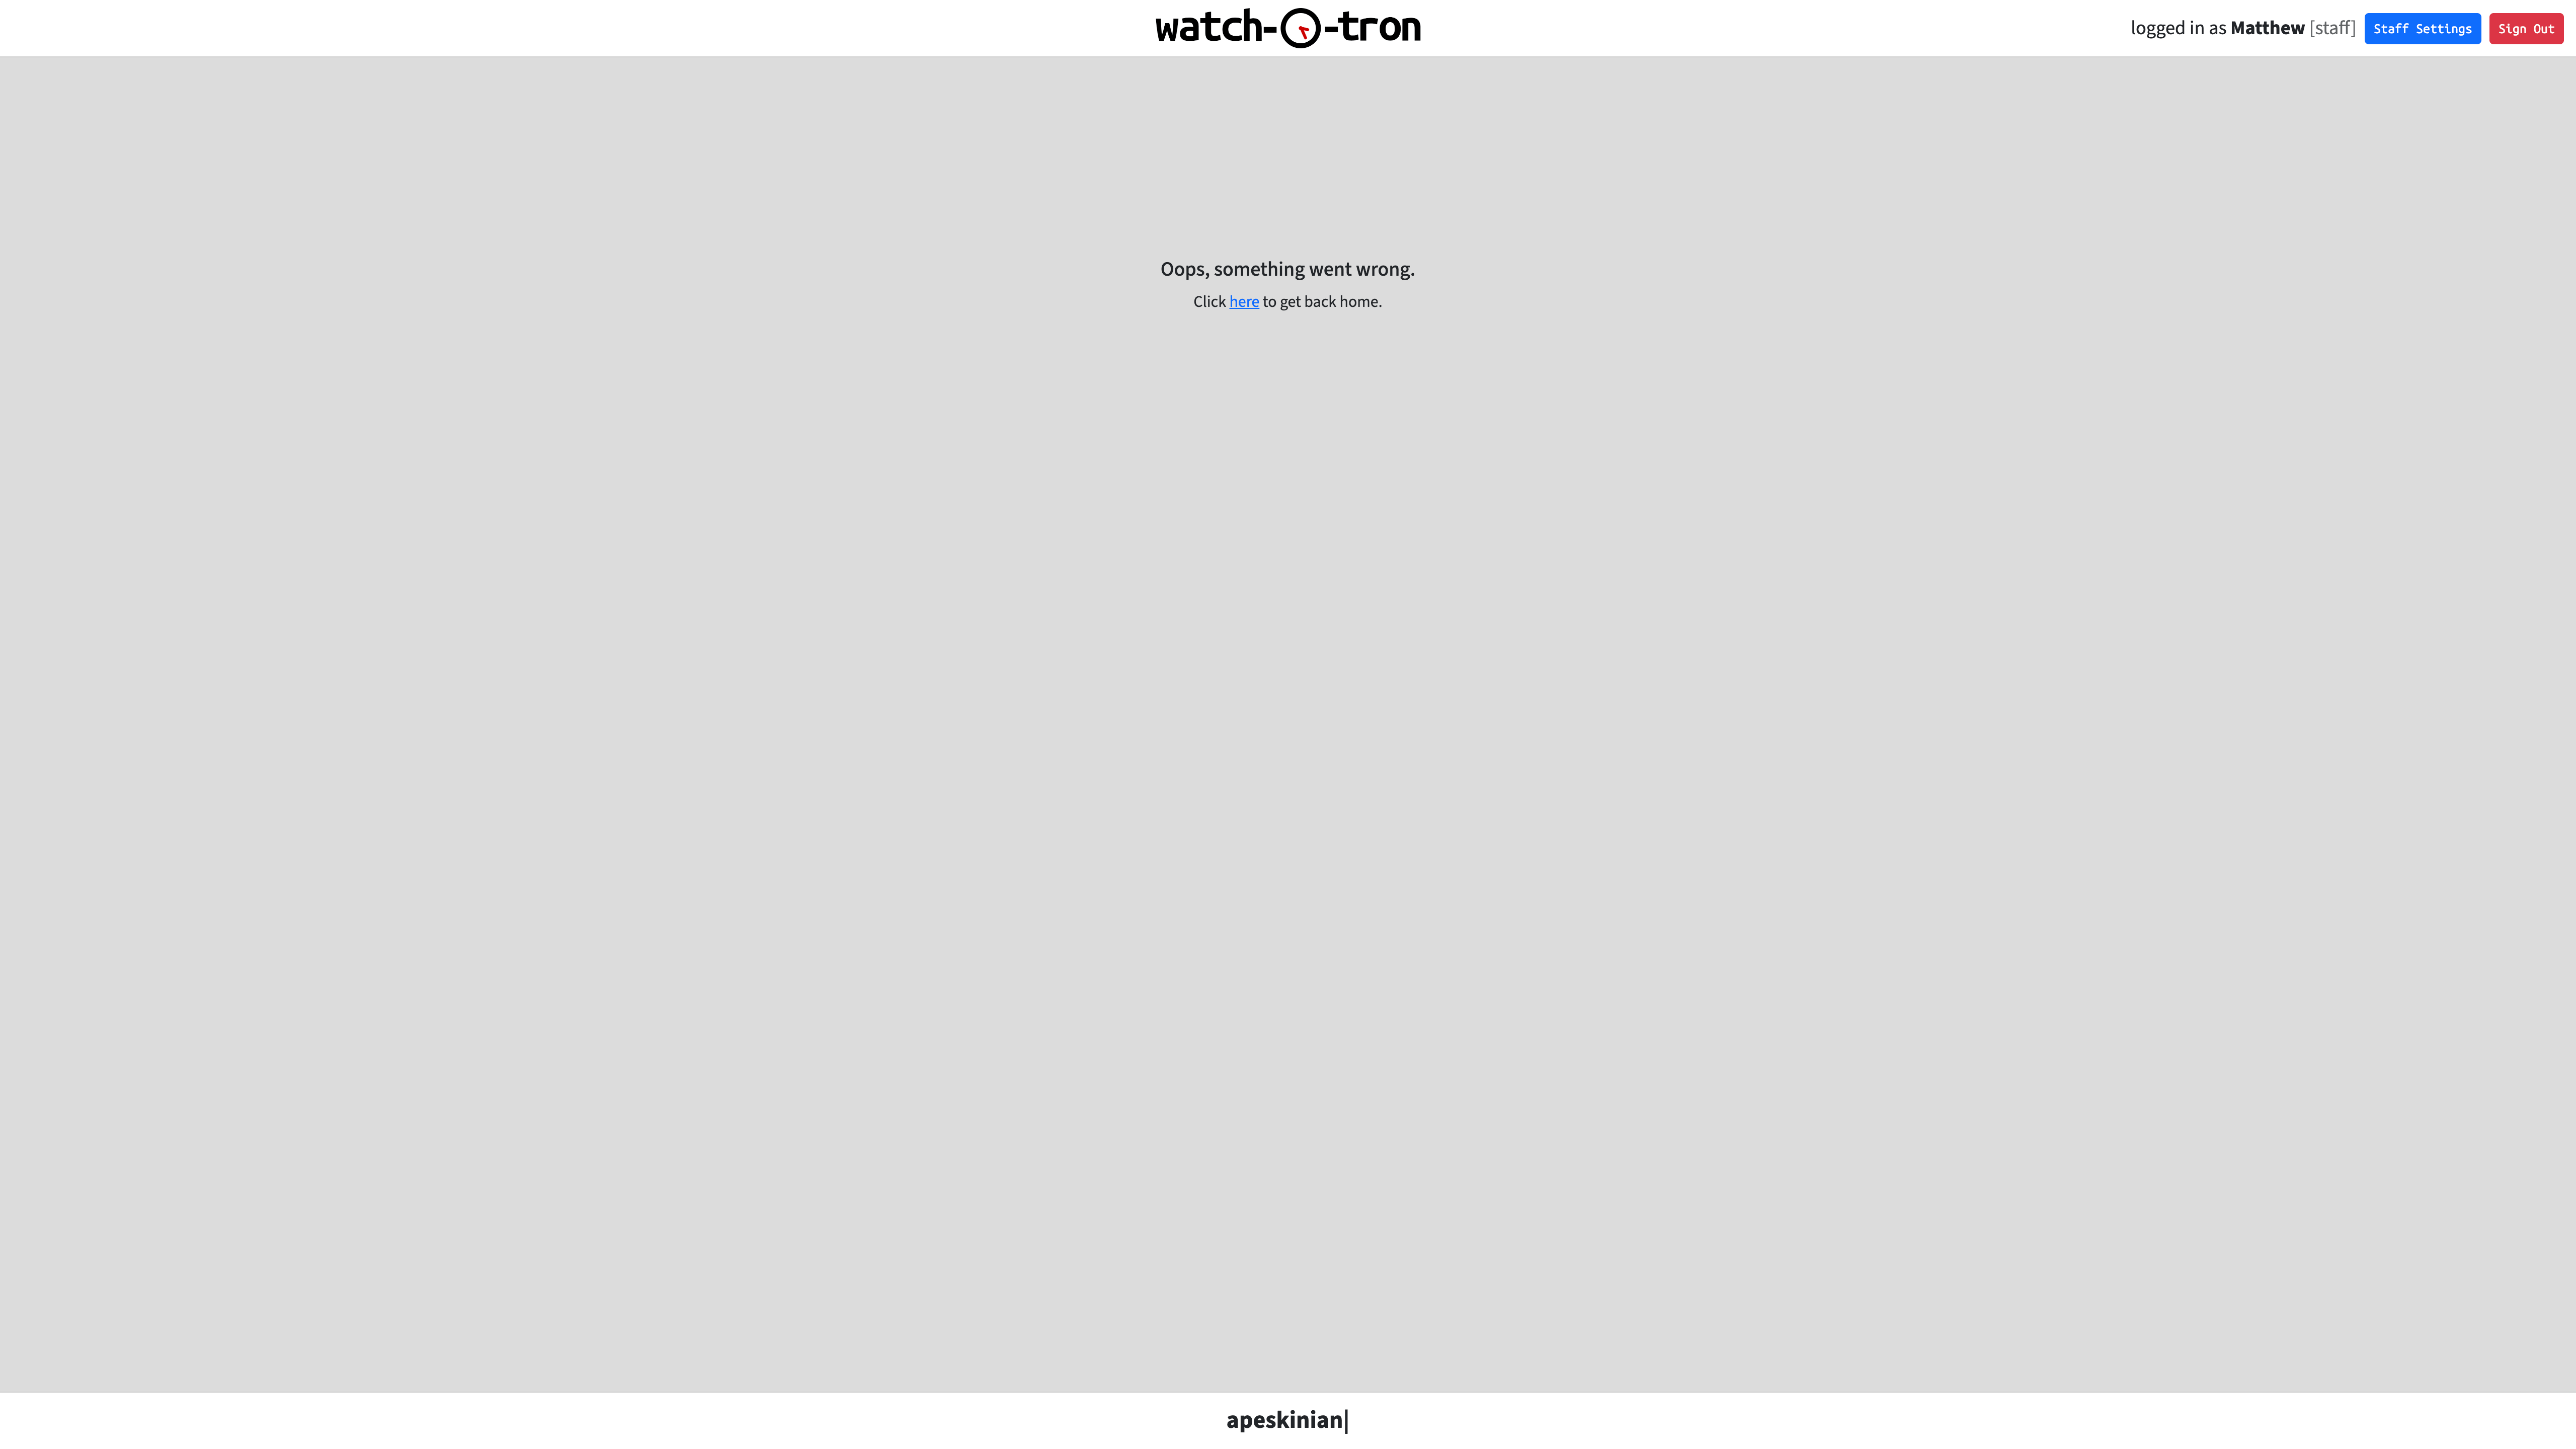 watch-O-tron
logged in as Matthew [staff] Staff Settings Sign Out
Oops, something went wrong.
Click here to get back home.
apeskinian|